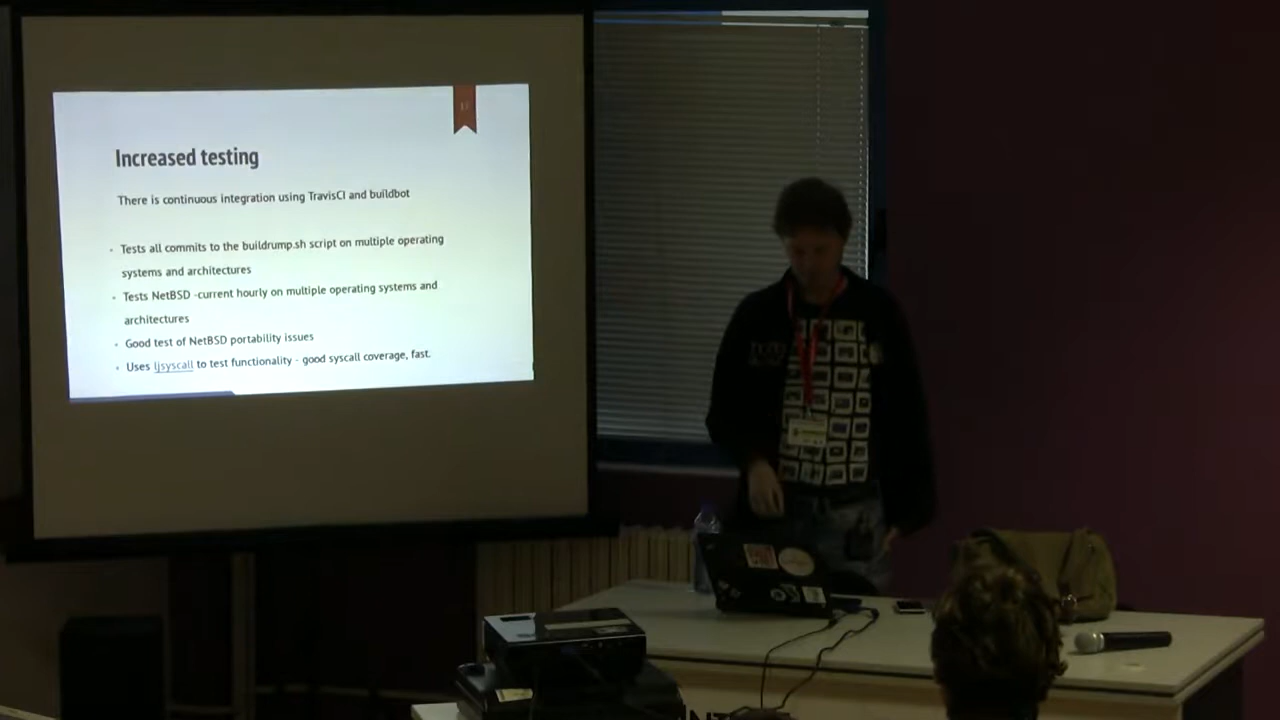 Increased testing
There is continuous integration using TravisCI and buildbot
Tests all commits to the buildrump.sh script on multiple operating
systems and architectures
Tests NetBSD -current hourly on multiple operating systems and
architectures
Good test of NetBSD portability issues
Uses ljsyscall to test functionality - good syscall coverage, fast.